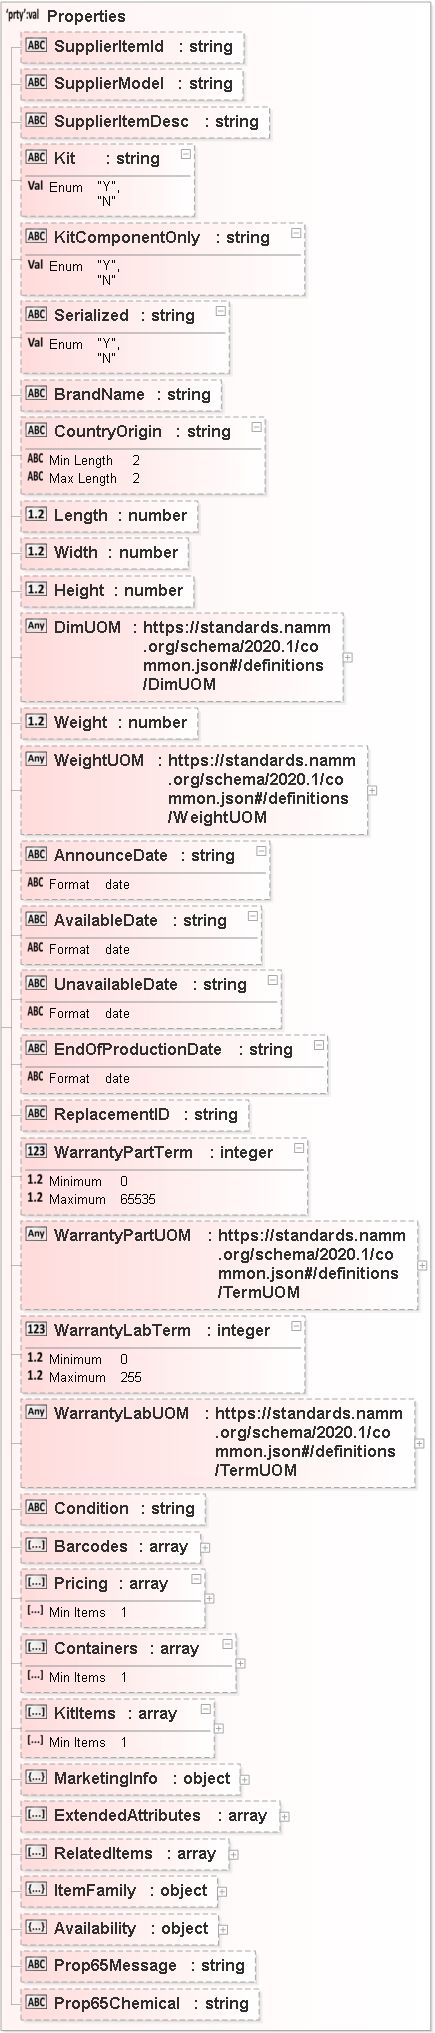 'prty':val Properties
ABC SupplierItemId : string
ABC SupplierModel : string
ABC SupplierItemDesc : string
ABC Kit : string
Val Enum "Y",
"N"
ABC KitComponentOnly : string
Val Enum "Y",
"N"
ABC Serialized : string
Val Enum "Y",
"N"
ABC BrandName : string
ABC CountryOrigin : string
ABC Min Length 2
ABC Max Length 2
1.2 Length : number
1.2 Width : number
1.2 Height : number
Any DimUOM : https://standards.namm
.org/schema/2020.1/co
mmon.json#/definitions
/DimUOM
1.2 Weight : number
Any WeightUOM : https://standards.namm
.org/schema/2020.1/co
mmon.json#/definitions
/WeightUOM
ABC AnnounceDate : string
ABC Format date
ABC AvailableDate : string
ABC Format date
ABC UnavailableDate : string
ABC Format date
ABC EndOfProductionDate : string
ABC Format date
ABC ReplacementID : string
123 WarrantyPartTerm : integer
1.2 Minimum 0
1.2 Maximum 65535
Any WarrantyPartUOM : https://standards.namm
.org/schema/2020.1/co
mmon.json#/definitions
/TermUOM
123 WarrantyLabTerm : integer
1.2 Minimum 0
1.2 Maximum 255
Any WarrantyLabUOM : https://standards.namm
.org/schema/2020.1/co
mmon.json#/definitions
/TermUOM
ABC Condition : string
[...] Barcodes : array
[...] Pricing : array
[...] Min Items 1
[...] Containers : array
[...] Min Items 1
[...] KitItems : array
[...] Min Items 1
{...} MarketingInfo : object
[...] ExtendedAttributes : array
[...] RelatedItems : array
{...} ItemFamily : object
{...} Availability : object
ABC Prop65Message : string
ABC Prop65Chemical : string